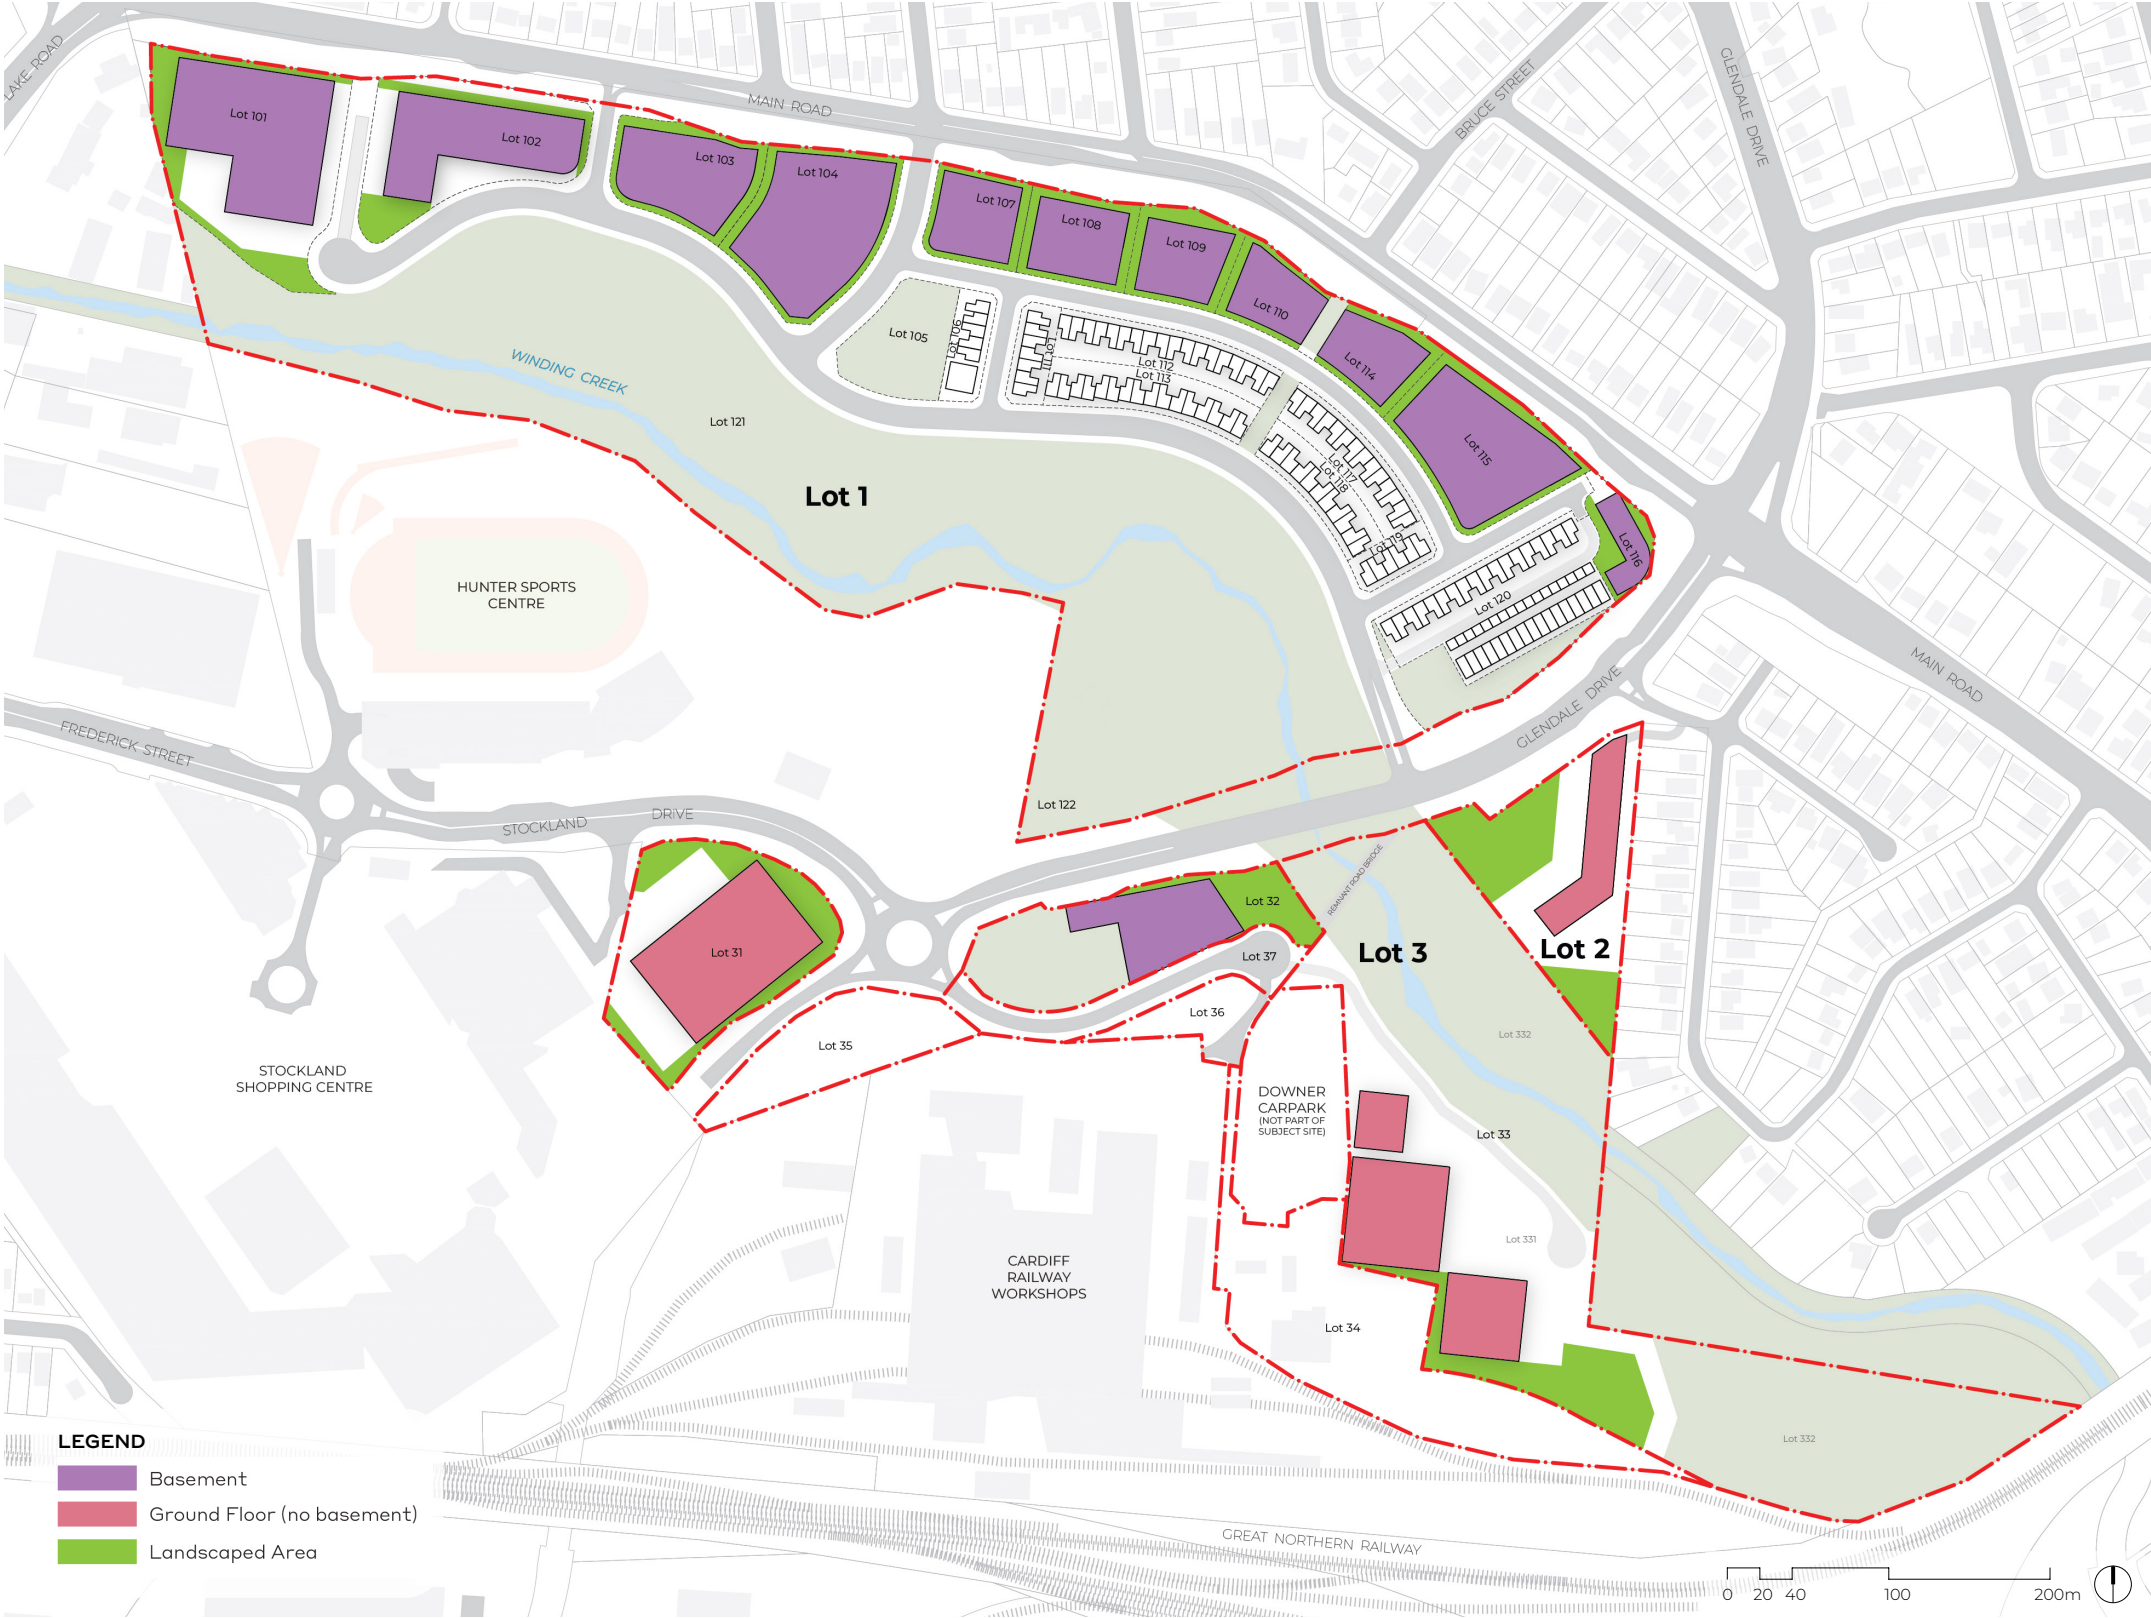 LAKE ROAD
MAIN ROAD
BRUCE STREET
GLENDALE DRIVE
Lot 101
Lot 102
Lot 103
Lot 104
Lot 107
Lot 108
Lot 109
Lot 110
Lot 105
Lot 106
Lot 111
Lot 112
Lot 113
Lot 114
Lot 115
Lot 116
Lot 117
Lot 118
Lot 119
Lot 120
WINDING CREEK
Lot 121
Lot 1
HUNTER SPORTS
CENTRE
MAIN ROAD
GLENDALE DRIVE
FREDERICK STREET
STOCKLAND
DRIVE
Lot 122
REMNANT ROAD BRIDGE
Lot 32
Lot 31
Lot 37
Lot 3
Lot 2
Lot 36
Lot 35
Lot 332
STOCKLAND
SHOPPING CENTRE
DOWNER
CARPARK
(NOT PART OF
SUBJECT SITE)
Lot 33
Lot 331
CARDIFF
RAILWAY
WORKSHOPS
Lot 34
Lot 332
LEGEND
Basement
Ground Floor (no basement)
Landscaped Area
GREAT NORTHERN RAILWAY
0 20 40 100 200m